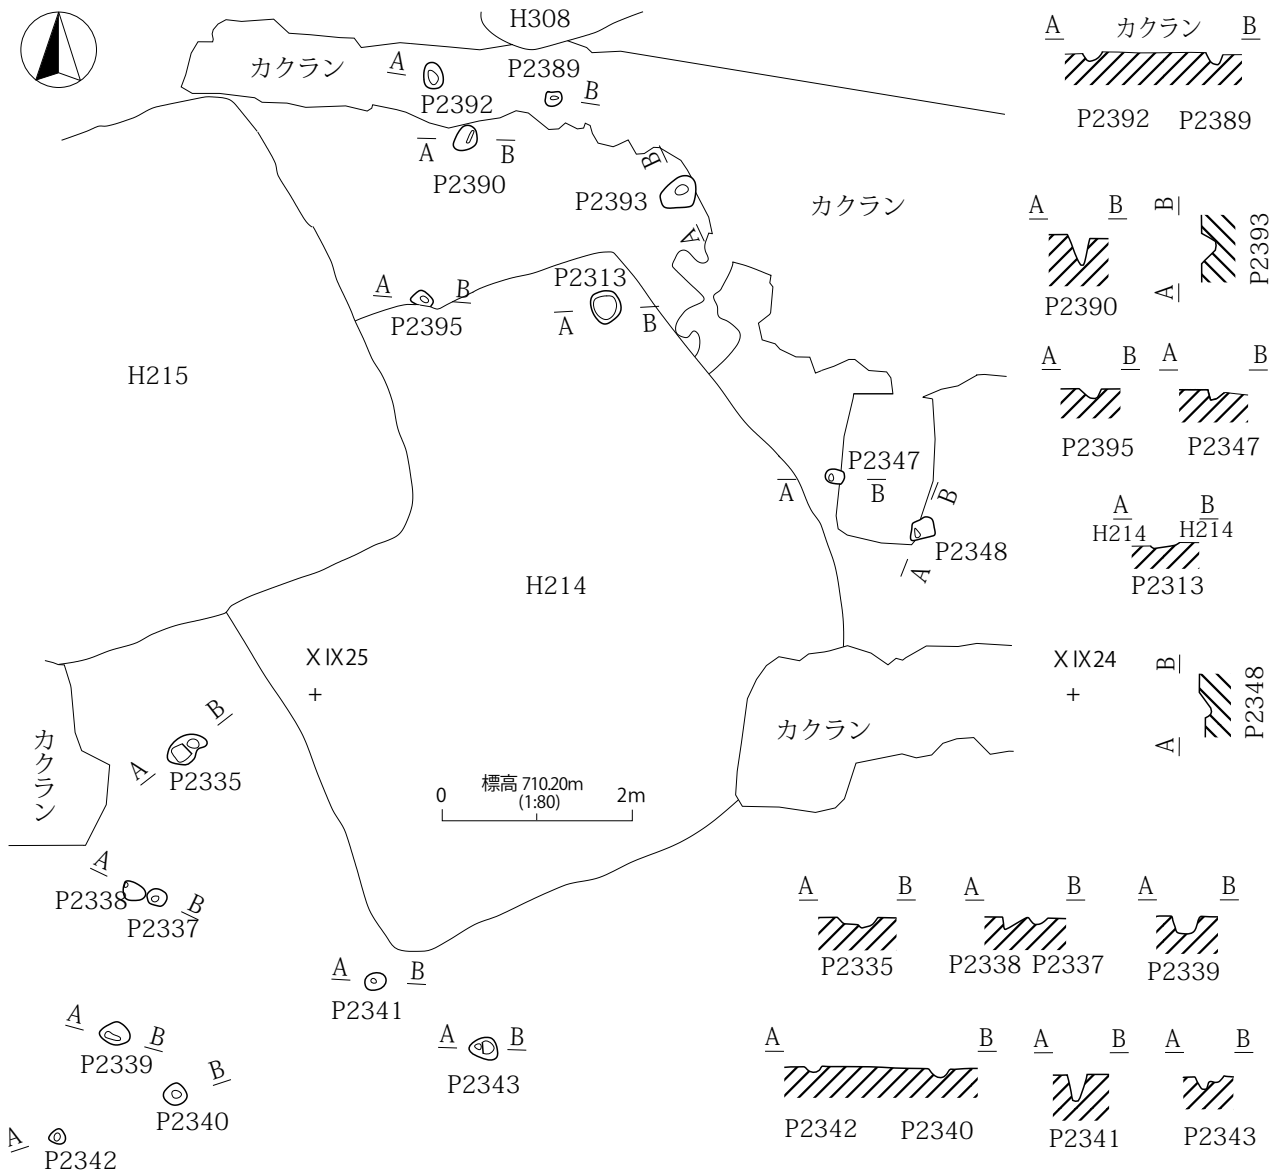 H308
カクラン
A
P2389
B
P2392
A
B
P2390
B
P2393
カクラン
A
A
B
P2395
P2313
A
B
H215
P2347
A
B
B
P2348
A
H214
X IX25
+
カクラン
B
A
P2335
カクラン
標高 710.20m
0
(1:80)
2m
A
P2338
B
P2337
A
B
P2341
A
B
P2339
A
B
P2343
B
P2340
A
P2342
A
カクラン
B
P2392
P2389
A
B
P2390
B
A
P2393
A
B
P2395
A
B
P2347
A
B
H214
H214
P2313
X IX24
+
B
A
P2348
A
B
P2335
A
B
P2338
P2337
A
B
P2339
A
B
P2342
P2340
A
B
P2341
A
B
P2343